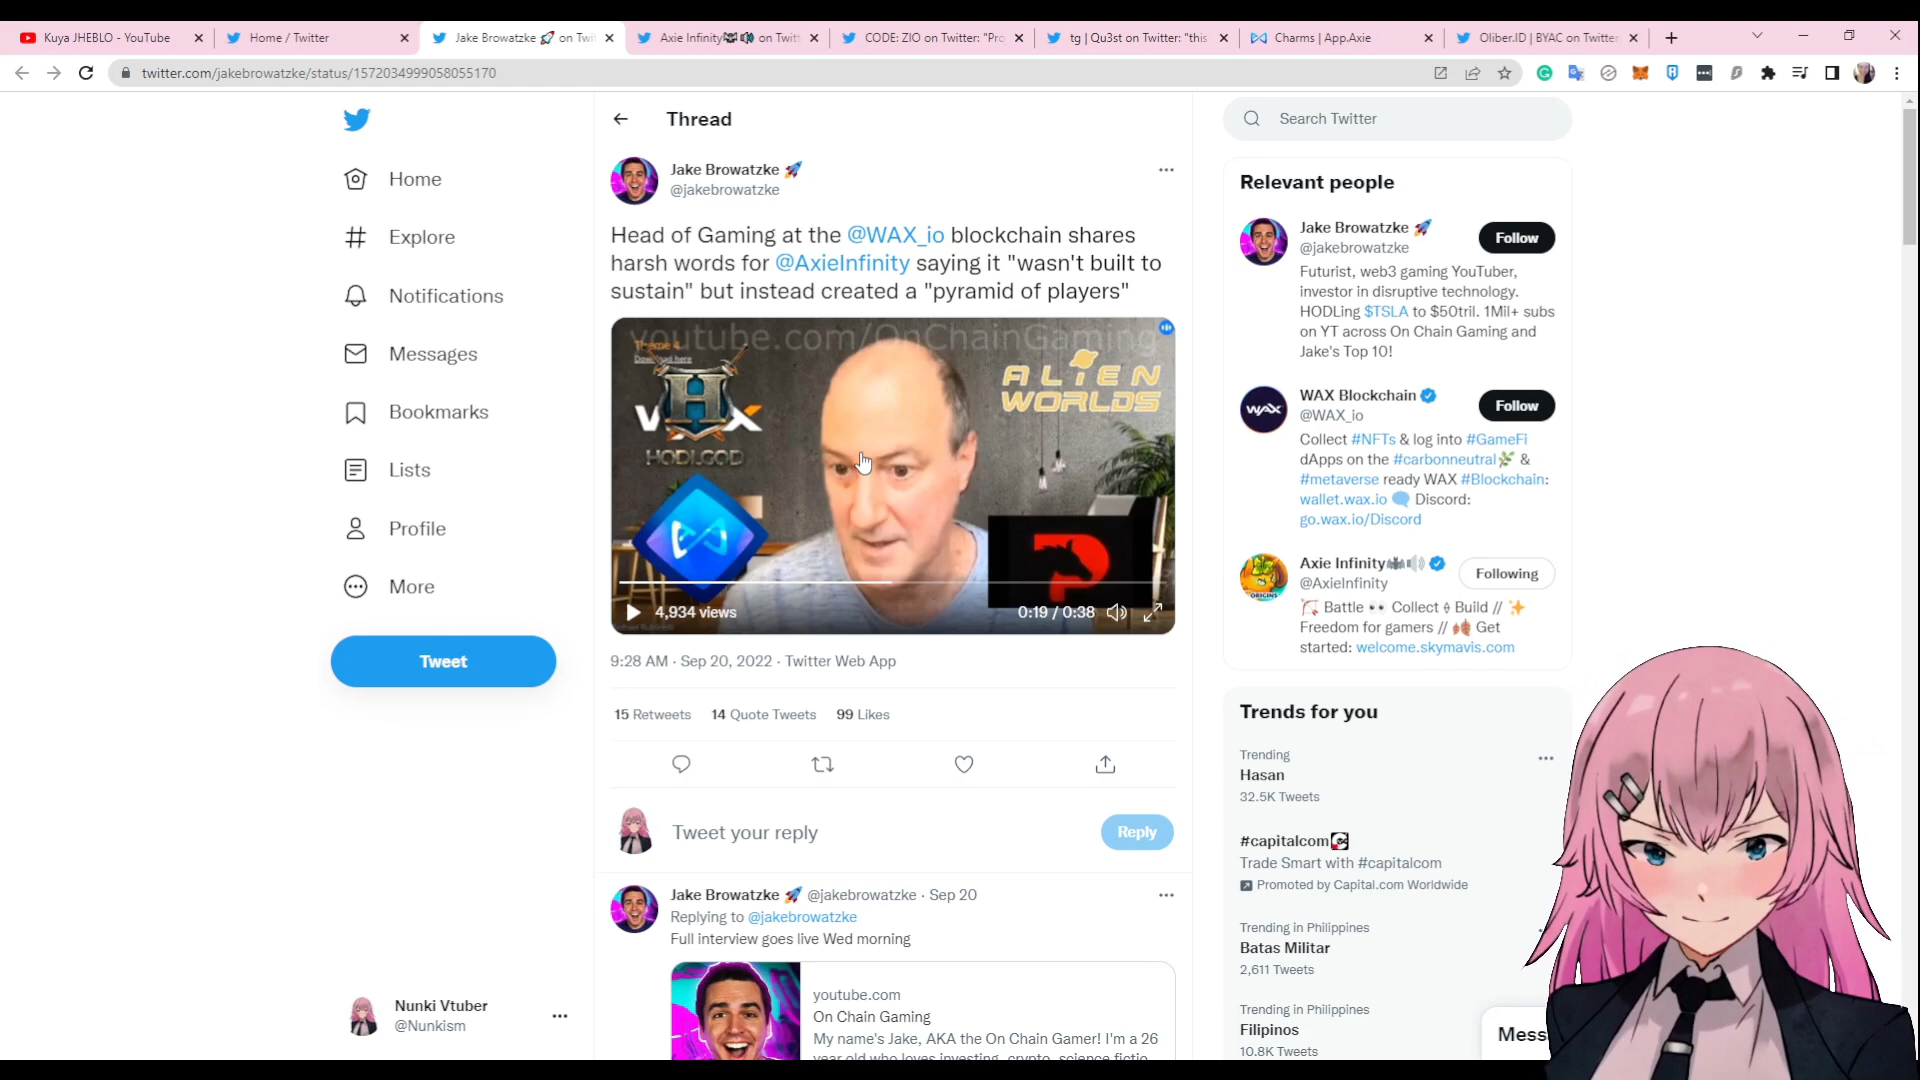 Kuya JHEBLO - YouTube
Home / Twitter
Jake Browatzke 🚀 on Twi
Axie Infinity🦇🔊 on Twitt
CODE: ZIO on Twitter: "Pro
tg | Qu3st on Twitter: "this
Charms | App.Axie
Oliber.ID | BYAC on Twitter
twitter.com/jakebrowatzke/status/1572034999058055170
Home
Explore
Notifications
Messages
Bookmarks
Lists
Profile
More
Tweet
Nunki Vtuber
@Nunkism
Thread
Jake Browatzke 🚀
@jakebrowatzke
Head of Gaming at the @WAX_io blockchain shares
harsh words for @AxieInfinity saying it "wasn't built to
sustain" but instead created a "pyramid of players"
youtube.com/OnChainGaming
Theme 4
Download here
H
WAX
HODLGOD
ALIEN
WORLDS
4,934 views
0:19 / 0:38
9:28 AM · Sep 20, 2022 · Twitter Web App
15 Retweets 14 Quote Tweets 99 Likes
Tweet your reply
Reply
Jake Browatzke 🚀 @jakebrowatzke · Sep 20
Replying to @jakebrowatzke
Full interview goes live Wed morning
youtube.com
On Chain Gaming
My name's Jake, AKA the On Chain Gamer! I'm a 26
year old who loves investing, crypto, science fictio
Search Twitter
Relevant people
Jake Browatzke 🚀
@jakebrowatzke
Follow
Futurist, web3 gaming YouTuber,
investor in disruptive technology.
HODLing $TSLA to $50tril. 1Mil+ subs
on YT across On Chain Gaming and
Jake's Top 10!
WAX
WAX Blockchain
@WAX_io
Follow
Collect #NFTs & log into #GameFi
dApps on the #carbonneutral🌿 &
#metaverse ready WAX #Blockchain:
wallet.wax.io 🗨️ Discord:
go.wax.io/Discord
ORIGINS
Axie Infinity🦇🔊
@AxieInfinity
Following
Battle 👀 Collect Build // ✨
Freedom for gamers // Get
started: welcome.skymavis.com
Trends for you
Trending
Hasan
32.5K Tweets
#capitalcom
Trade Smart with #capitalcom
Promoted by Capital.com Worldwide
Trending in Philippines
Batas Militar
2,611 Tweets
Trending in Philippines
Filipinos
10.8K Tweets
Mess